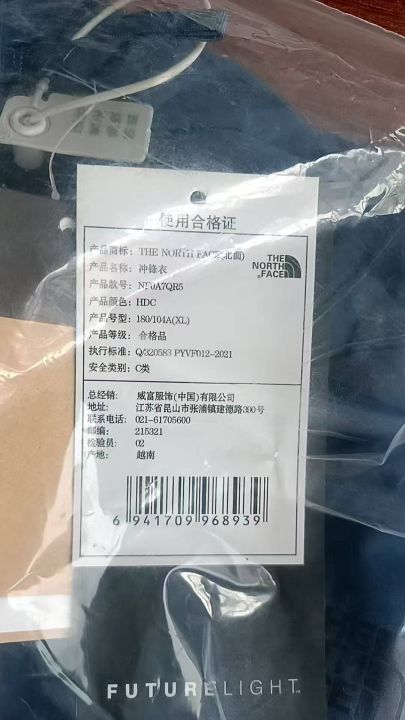 使用合格证
THE
NORTH
FACE
产品商标: THE NORTH FACE(北面)
产品名称: 冲锋衣
产品款号: NF0A7QR5
产品颜色: HDC
产品号型: 180/104A(XL)
产品等级: 合格品
执行标准: Q/320583 PYVF012-2021
安全类别: C类
总经销: 威富服饰(中国)有限公司
地址: 江苏省昆山市张浦镇建德路390号
联系电话: 021-61705600
邮编: 215321
检验员: 02
产地: 越南
6 941709 968939
FUTURELIGHT